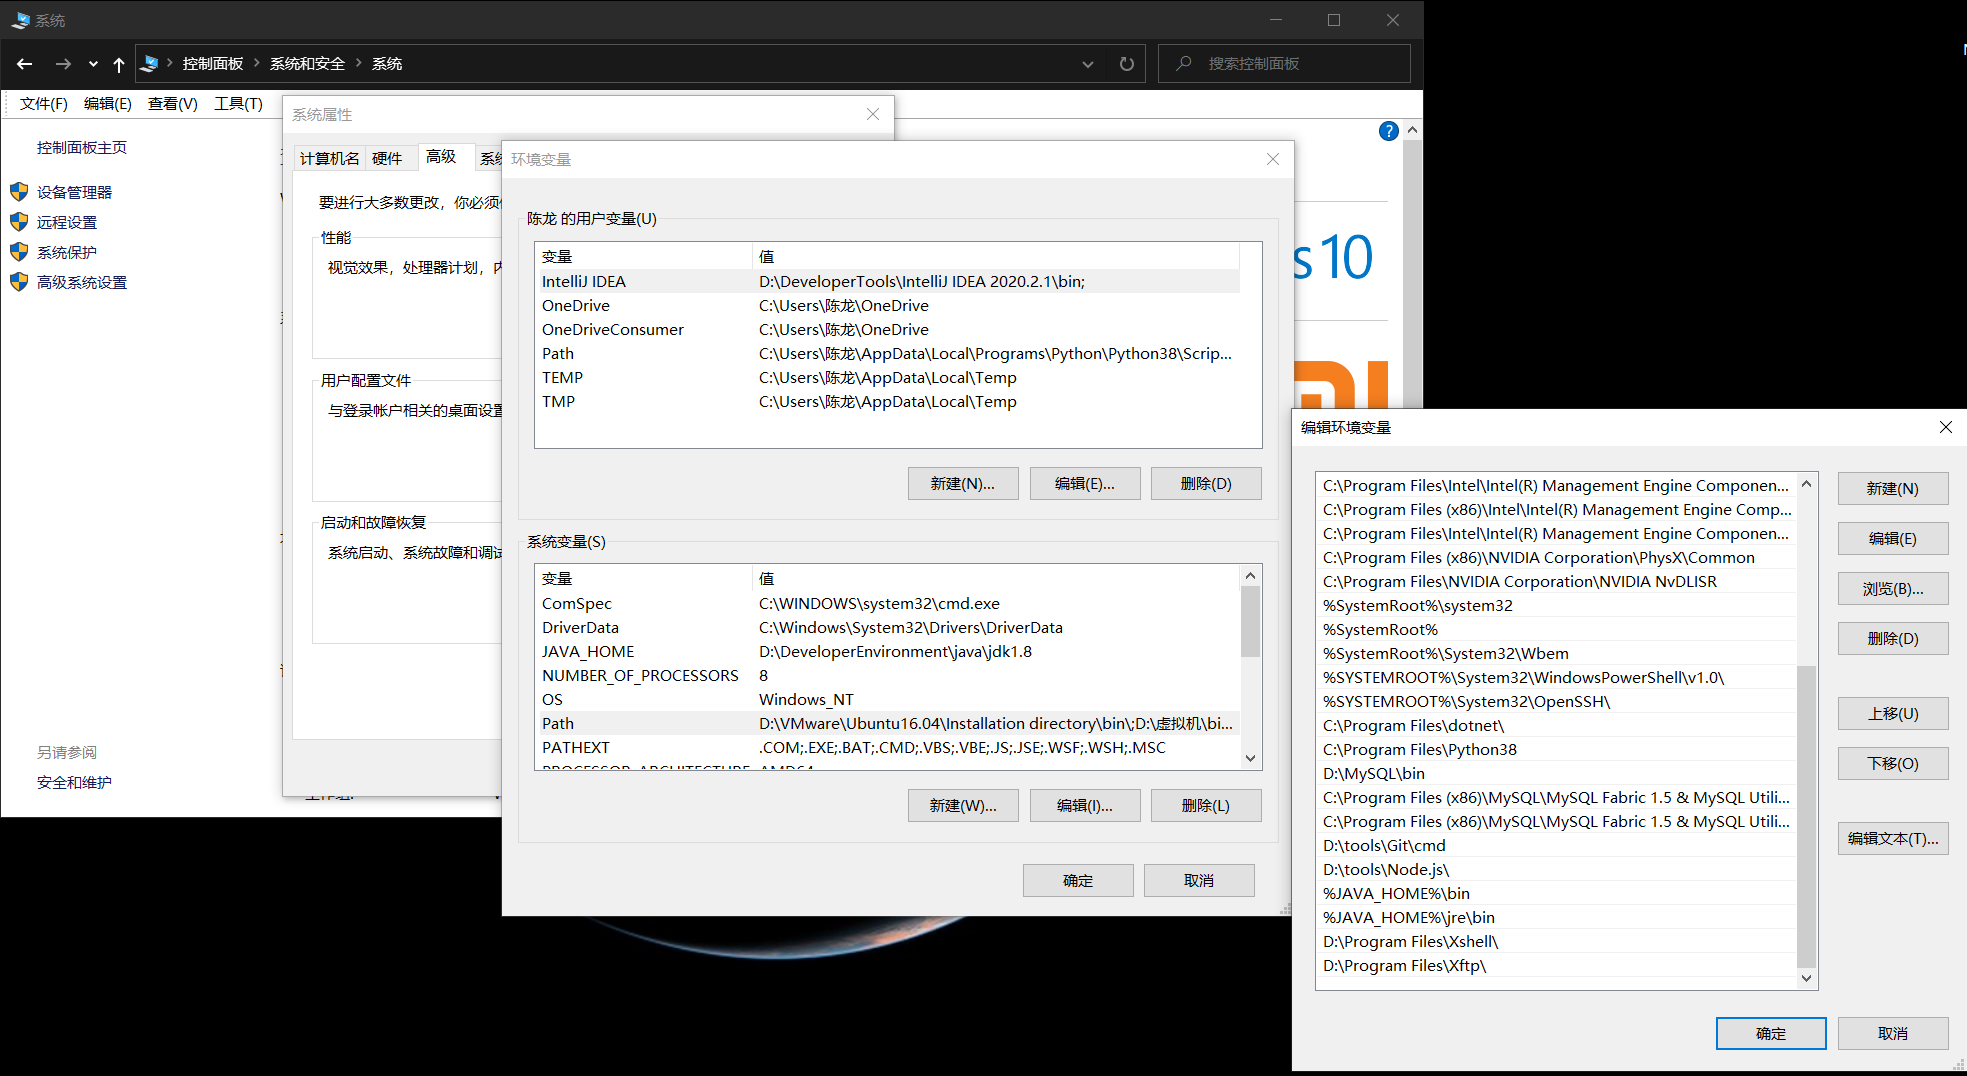 系统
控制面板 系统和安全 系统
搜索控制面板
文件(F) 编辑(E) 查看(V) 工具(T)
控制面板主页
设备管理器
远程设置
系统保护
高级系统设置
另请参阅
安全和维护
s 10
系统属性
计算机名 硬件 高级
要进行大多数更改，你必须
性能
视觉效果，处理器计划，
用户配置文件
与登录帐户相关的桌面设置
启动和故障恢复
系统启动、系统故障和调试
环境变量
陈龙 的用户变量(U)
变量 值
IntelliJ IDEA D:\DeveloperTools\IntelliJ IDEA 2020.2.1\bin;
OneDrive C:\Users\陈龙\OneDrive
OneDriveConsumer C:\Users\陈龙\OneDrive
Path C:\Users\陈龙\AppData\Local\Programs\Python\Python38\Scrip...
TEMP C:\Users\陈龙\AppData\Local\Temp
TMP C:\Users\陈龙\AppData\Local\Temp
新建(N)... 编辑(E)... 删除(D)
系统变量(S)
变量 值
ComSpec C:\WINDOWS\system32\cmd.exe
DriverData C:\Windows\System32\Drivers\DriverData
JAVA_HOME D:\DeveloperEnvironment\java\jdk1.8
NUMBER_OF_PROCESSORS 8
OS Windows_NT
Path D:\VMware\Ubuntu16.04\Installation directory\bin\;D:\虚拟机\bi...
PATHEXT .COM;.EXE;.BAT;.CMD;.VBS;.VBE;.JS;.JSE;.WSF;.WSH;.MSC
PROCESSOR_ARCHITECTURE AMD64
新建(W)... 编辑(I)... 删除(L)
确定 取消
编辑环境变量
C:\Program Files\Intel\Intel(R) Management Engine Componen...
C:\Program Files (x86)\Intel\Intel(R) Management Engine Comp...
C:\Program Files\Intel\Intel(R) Management Engine Componen...
C:\Program Files (x86)\NVIDIA Corporation\PhysX\Common
C:\Program Files\NVIDIA Corporation\NVIDIA NvDLISR
%SystemRoot%\system32
%SystemRoot%
%SystemRoot%\System32\Wbem
%SYSTEMROOT%\System32\WindowsPowerShell\v1.0\
%SYSTEMROOT%\System32\OpenSSH\
C:\Program Files\dotnet\
C:\Program Files\Python38
D:\MySQL\bin
C:\Program Files (x86)\MySQL\MySQL Fabric 1.5 & MySQL Utili...
C:\Program Files (x86)\MySQL\MySQL Fabric 1.5 & MySQL Utili...
D:\tools\Git\cmd
D:\tools\Node.js\
%JAVA_HOME%\bin
%JAVA_HOME%\jre\bin
D:\Program Files\Xshell\
D:\Program Files\Xftp\
新建(N)
编辑(E)
浏览(B)...
删除(D)
上移(U)
下移(O)
编辑文本(T)...
确定 取消